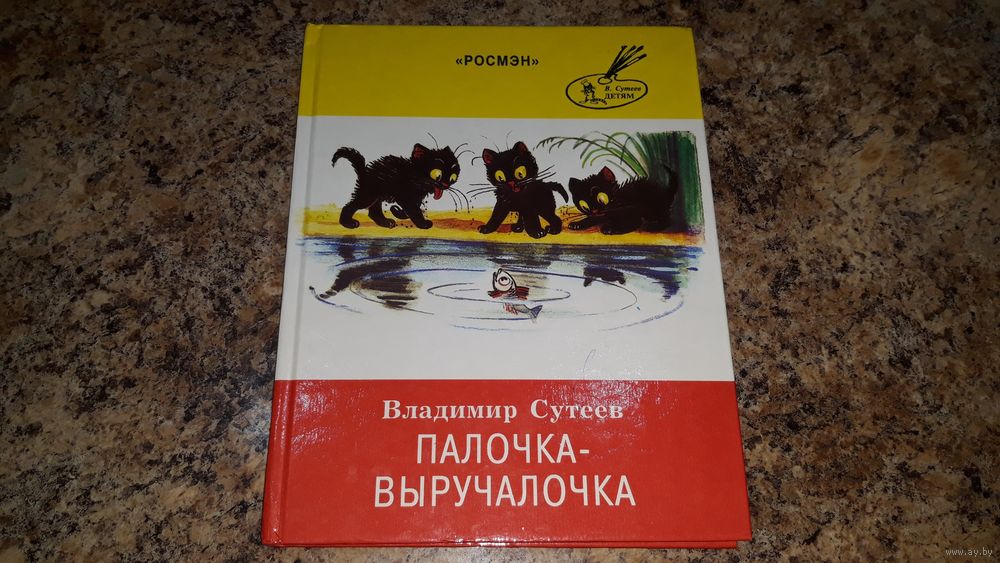 «РОСМЭН»
В. Сутеев
ДЕТЯМ
Владимир Сутеев
ПАЛОЧКА-
ВЫРУЧАЛОЧКА
www.ay.by